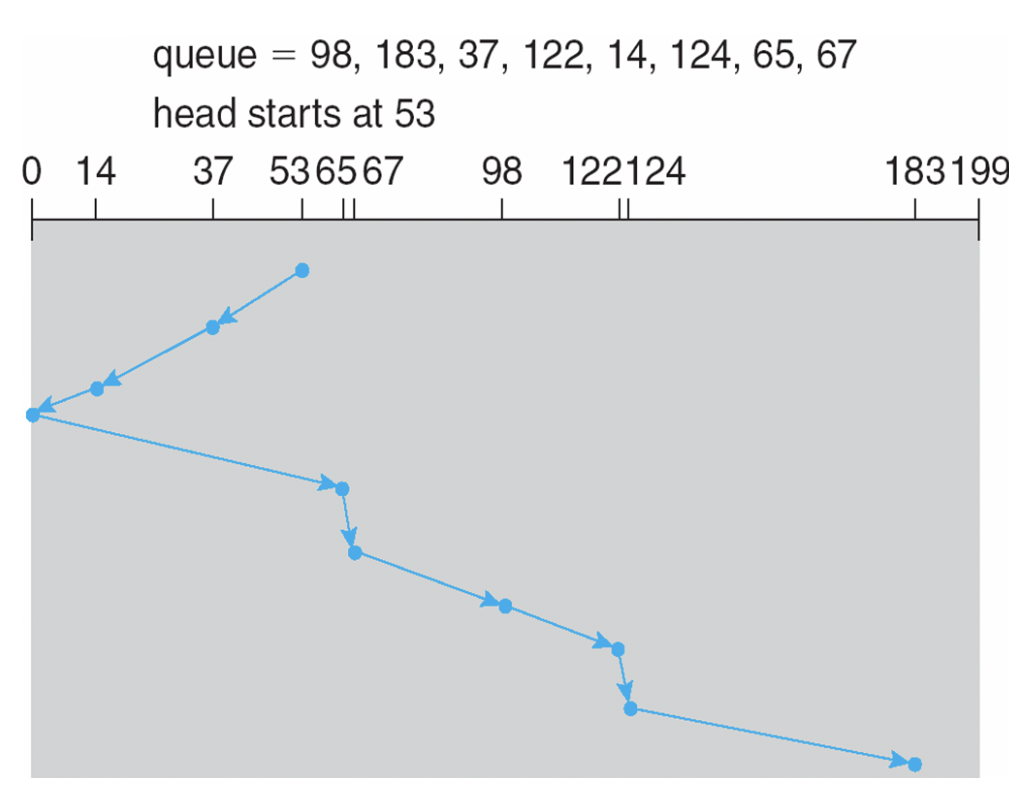 queue = 98, 183, 37, 122, 14, 124, 65, 67
head starts at 53
0 14 37 53 65 67 98 122 124 183 199